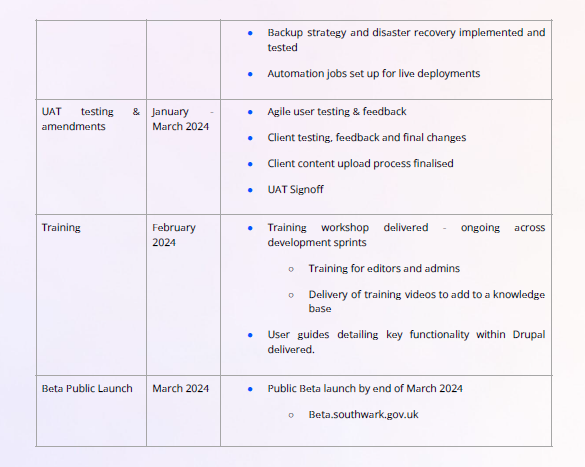 Backup strategy and disaster recovery implemented and
tested
Automation jobs set up for live deployments
UAT testing &
amendments
January -
March 2024
Agile user testing & feedback
Client testing, feedback and final changes
Client content upload process finalised
UAT Signoff
Training
February
2024
Training workshop delivered - ongoing across
development sprints
Training for editors and admins
Delivery of training videos to add to a knowledge
base
User guides detailing key functionality within Drupal
delivered.
Beta Public Launch
March 2024
Public Beta launch by end of March 2024
Beta.southwark.gov.uk